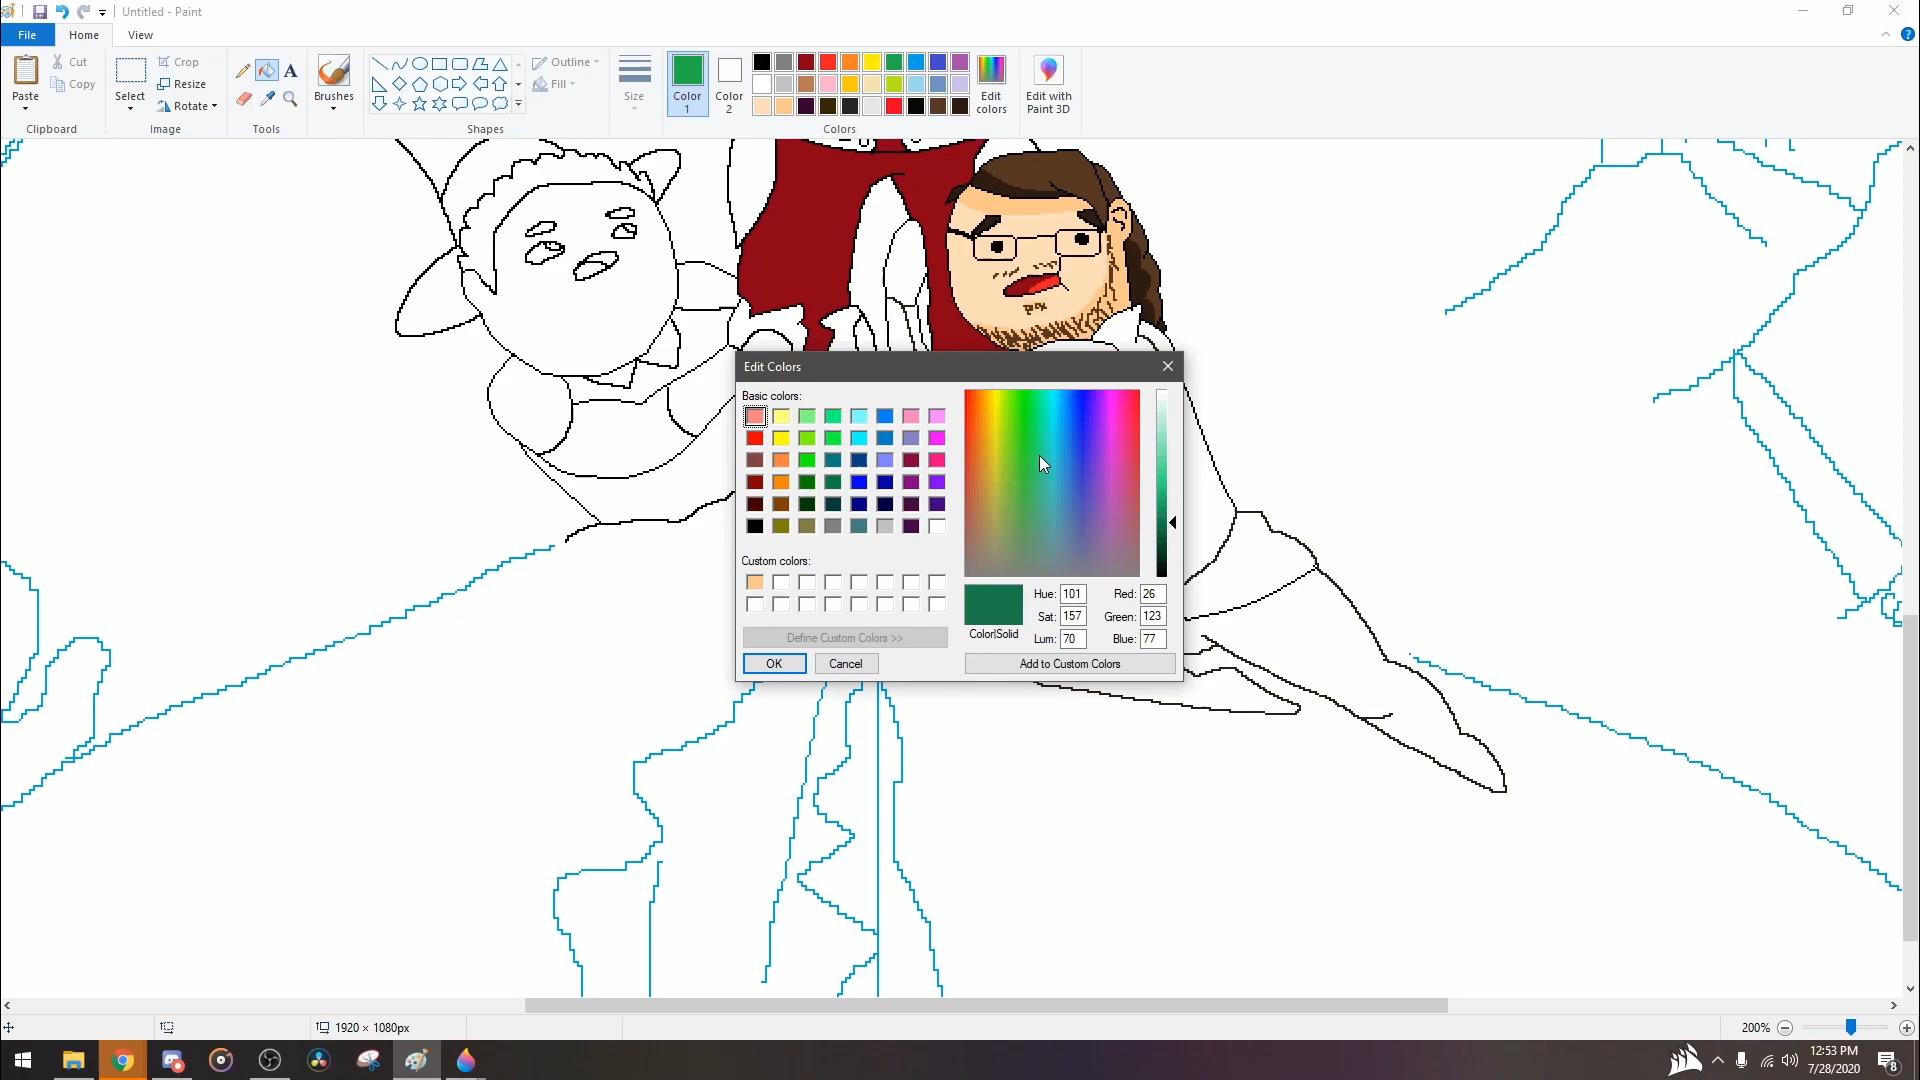 Untitled - Paint
File Home View
Paste
Cut
Copy
Clipboard
Select
Crop
Resize
Rotate
Image
A
Tools
Brushes
Outline
Fill
Shapes
Size
Color 1
Color 2
Edit colors
Colors
Edit with Paint 3D
Edit Colors
Basic colors:
Custom colors:
Define Custom Colors >>
OK Cancel
Color|Solid
Hue: 101 Red: 26
Sat: 157 Green: 123
Lum: 70 Blue: 77
Add to Custom Colors
1920 × 1080px
200%
12:53 PM
7/28/2020
8